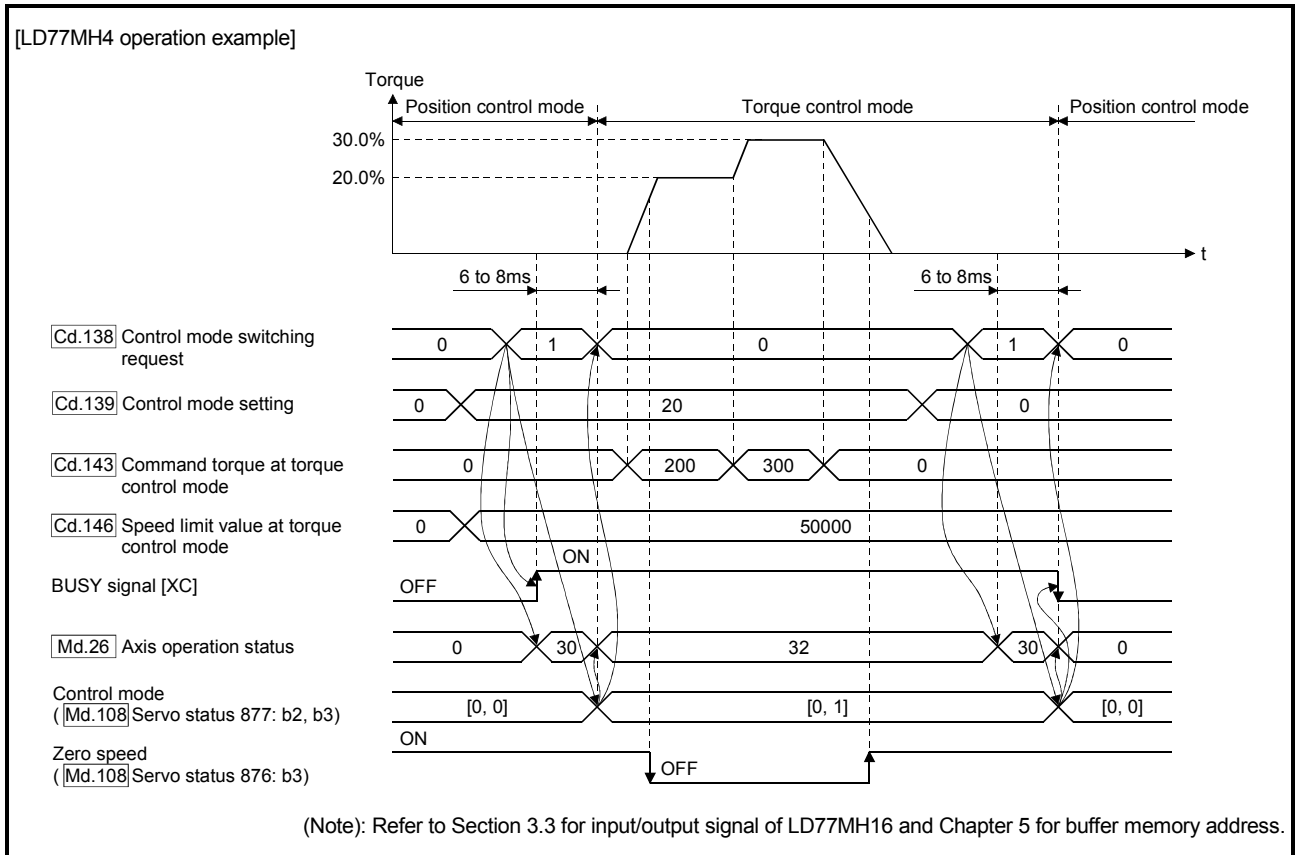 [LD77MH4 operation example]
Torque
Position control mode
Torque control mode
Position control mode
30.0%
20.0%
t
6 to 8ms
6 to 8ms
Cd.138 Control mode switching
request
0
1
0
1
0
Cd.139 Control mode setting
0
20
0
Cd.143 Command torque at torque
control mode
0
200
300
0
Cd.146 Speed limit value at torque
control mode
0
50000
BUSY signal [XC]
OFF
ON
Md.26 Axis operation status
0
30
32
30
0
Control mode
( Md.108 Servo status 877: b2, b3)
[0, 0]
[0, 1]
[0, 0]
Zero speed
( Md.108 Servo status 876: b3)
ON
OFF
(Note): Refer to Section 3.3 for input/output signal of LD77MH16 and Chapter 5 for buffer memory address.